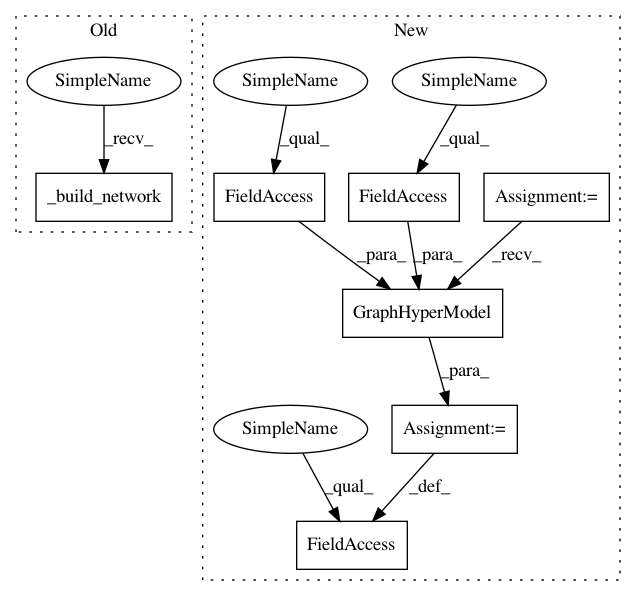 Old
New
SimpleName
SimpleName
SimpleName
_recv_
_qual_
_qual_
_build_network
FieldAccess
FieldAccess
Assignment:=
_para_
_para_
_recv_
GraphHyperModel
_para_
SimpleName
Assignment:=
_qual_
_def_
FieldAccess